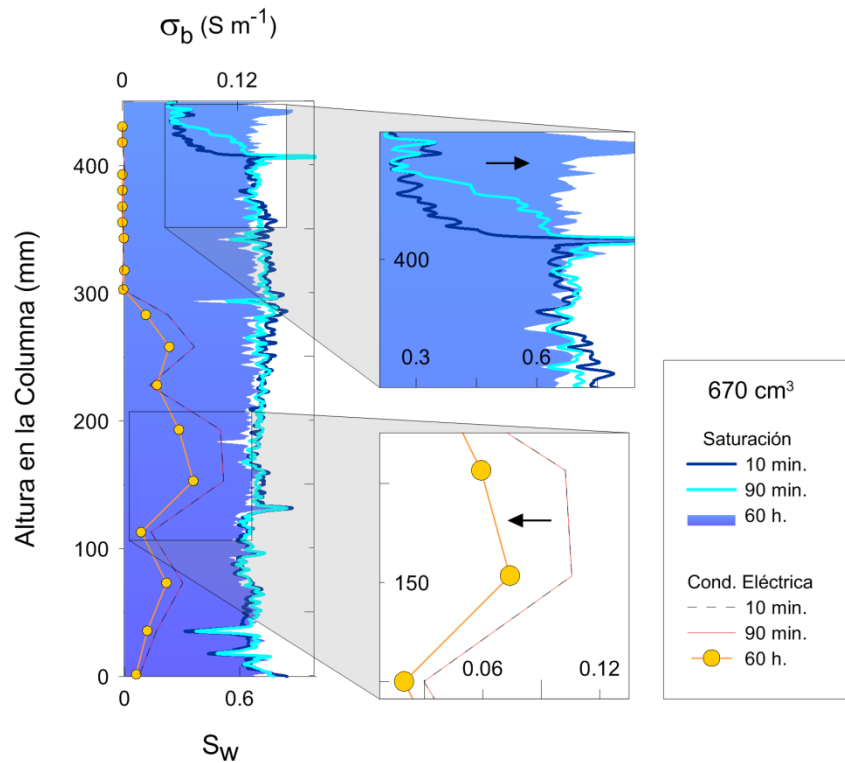 σb (S m-1)
0 0.12
400
300
200
100
0
Altura en la Columna (mm)
0 0.6
Sw
400
0.3 0.6
150
0.06 0.12
670 cm3
Saturación
10 min.
90 min.
60 h.
Cond. Eléctrica
10 min.
90 min.
60 h.